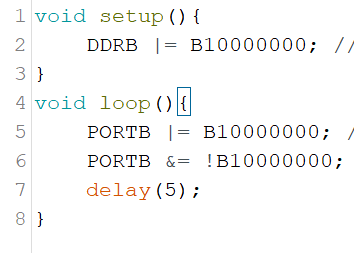 1 void setup(){
2 DDRB |= B10000000; //
3 }
4 void loop(){
5 PORTB |= B10000000; /
6 PORTB &= !B10000000;
7 delay(5);
8 }